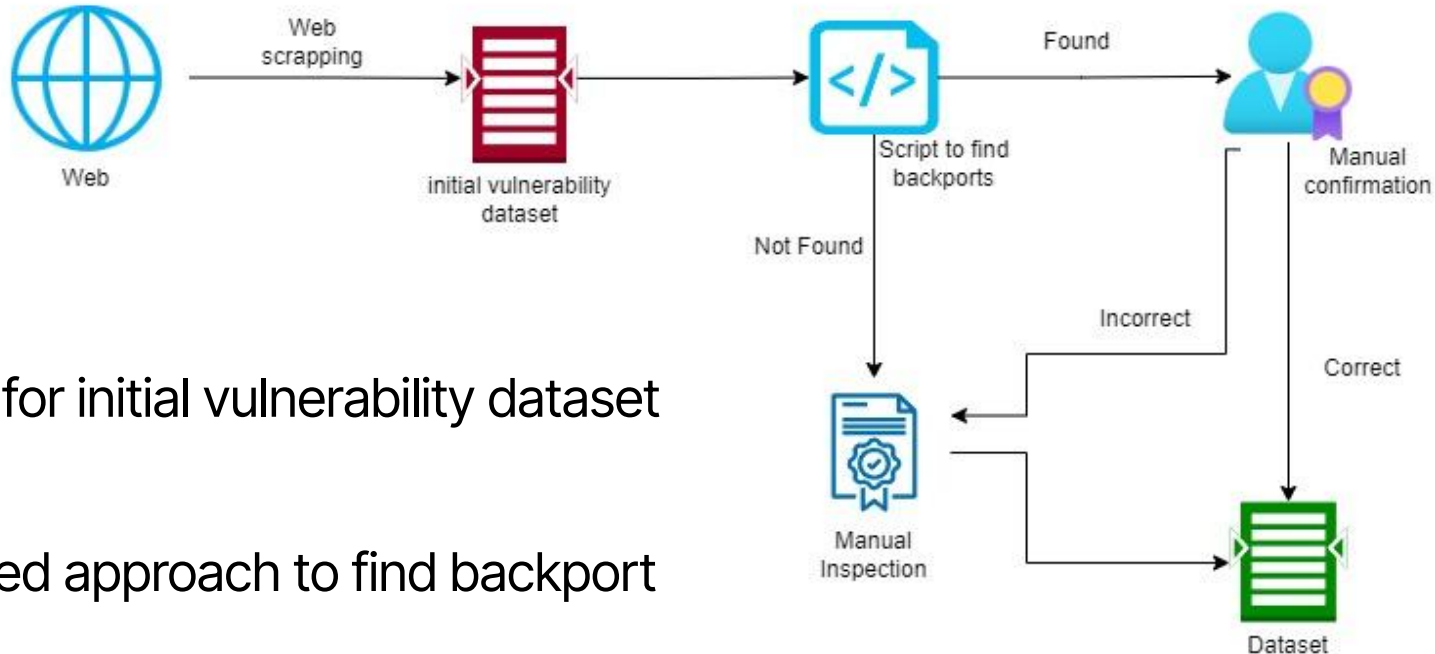 Web
scrapping
Found
Web
initial vulnerability
dataset
Script to find
backports
Manual
confirmation
Not Found
Incorrect
Correct
for initial vulnerability dataset
Manual
Inspection
approach to find backport
Dataset